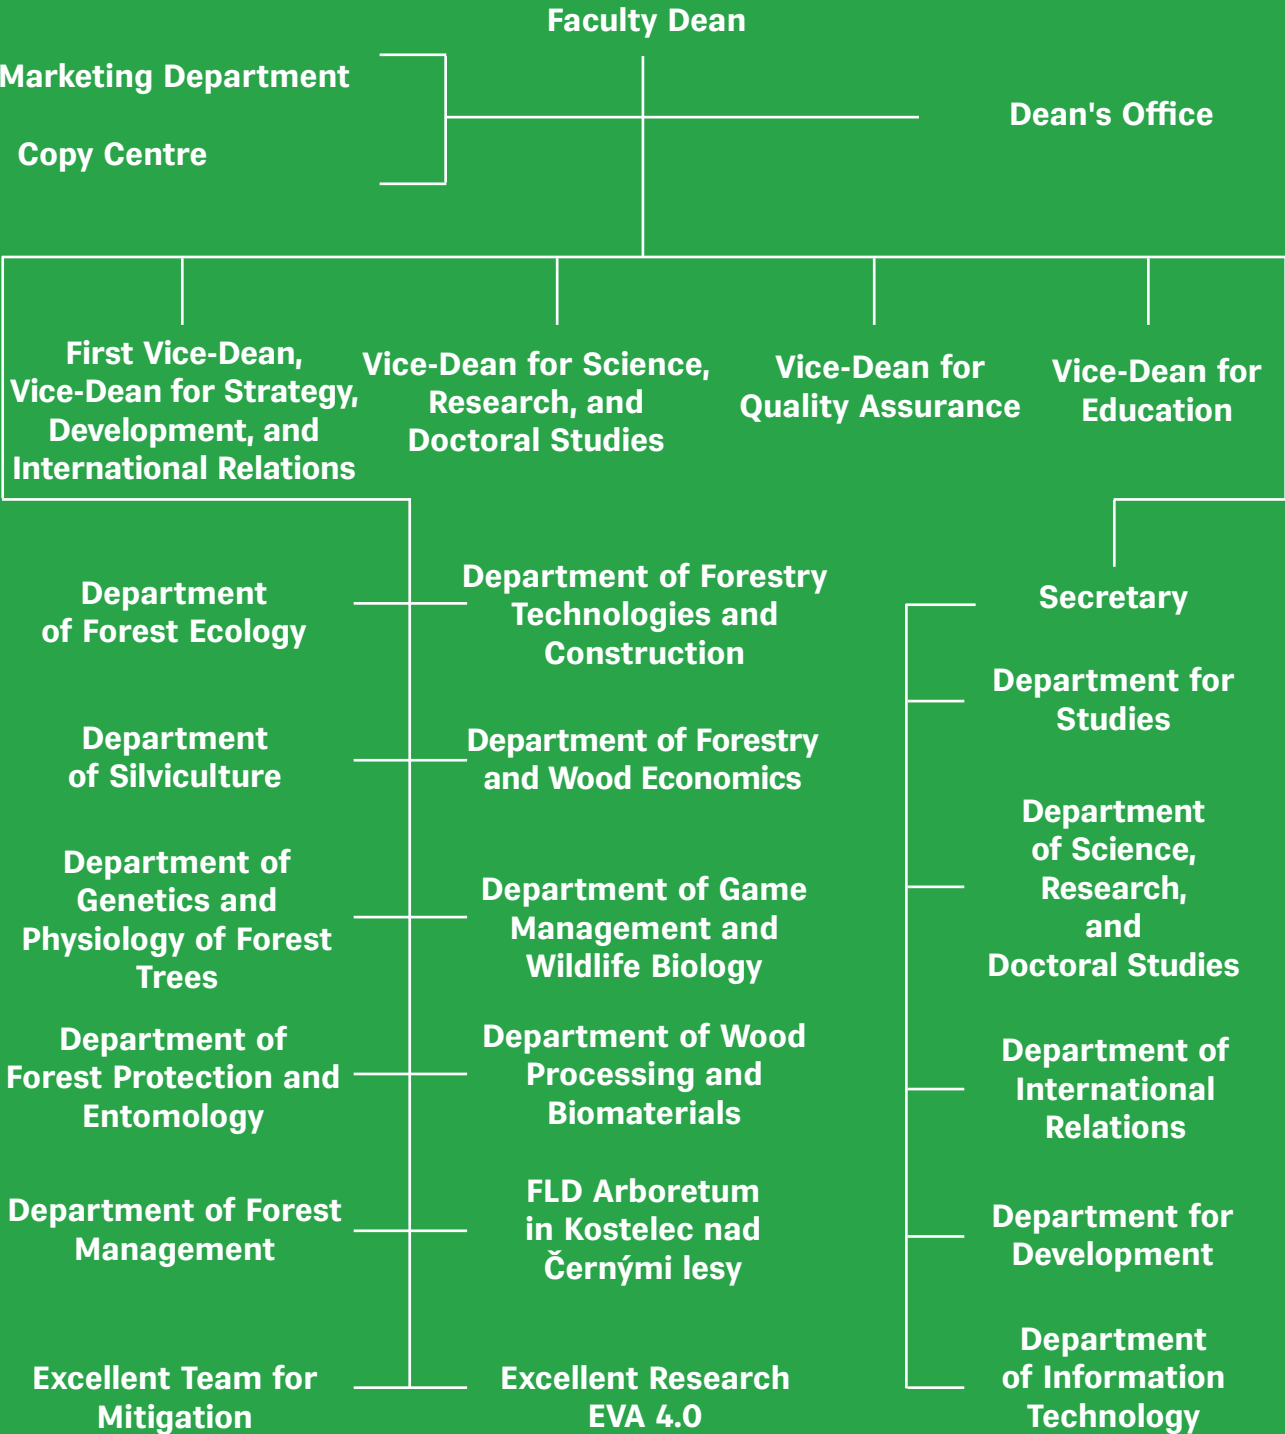 Faculty Dean
Marketing Department
Copy Centre
Dean's Office
First Vice-Dean,
Vice-Dean for Strategy,
Development, and
International Relations
Vice-Dean for Science,
Research, and
Doctoral Studies
Vice-Dean for
Quality Assurance
Vice-Dean for
Education
Department
of Forest Ecology
Department
of Silviculture
Department of
Genetics and
Physiology of Forest
Trees
Department of
Forest Protection and
Entomology
Department of Forest
Management
Excellent Team for
Mitigation
Department of Forestry
Technologies and
Construction
Department of Forestry
and Wood Economics
Department of Game
Management and
Wildlife Biology
Department of Wood
Processing and
Biomaterials
FLD Arboretum
in Kostelec nad
Černými lesy
Excellent Research
EVA 4.0
Secretary
Department for
Studies
Department
of Science,
Research,
and
Doctoral Studies
Department of
International
Relations
Department for
Development
Department
of Information
Technology